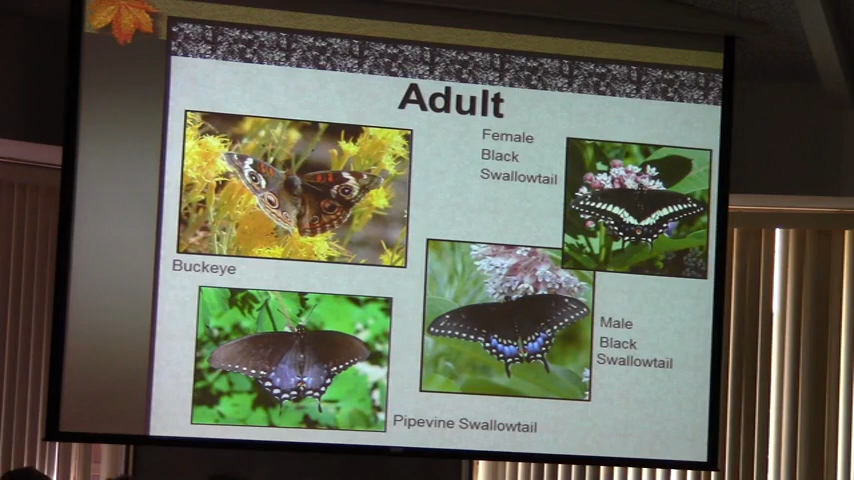 Adult
Female
Black
Swallowtail
Buckeye
Male
Black
Swallowtail
Pipevine Swallowtail